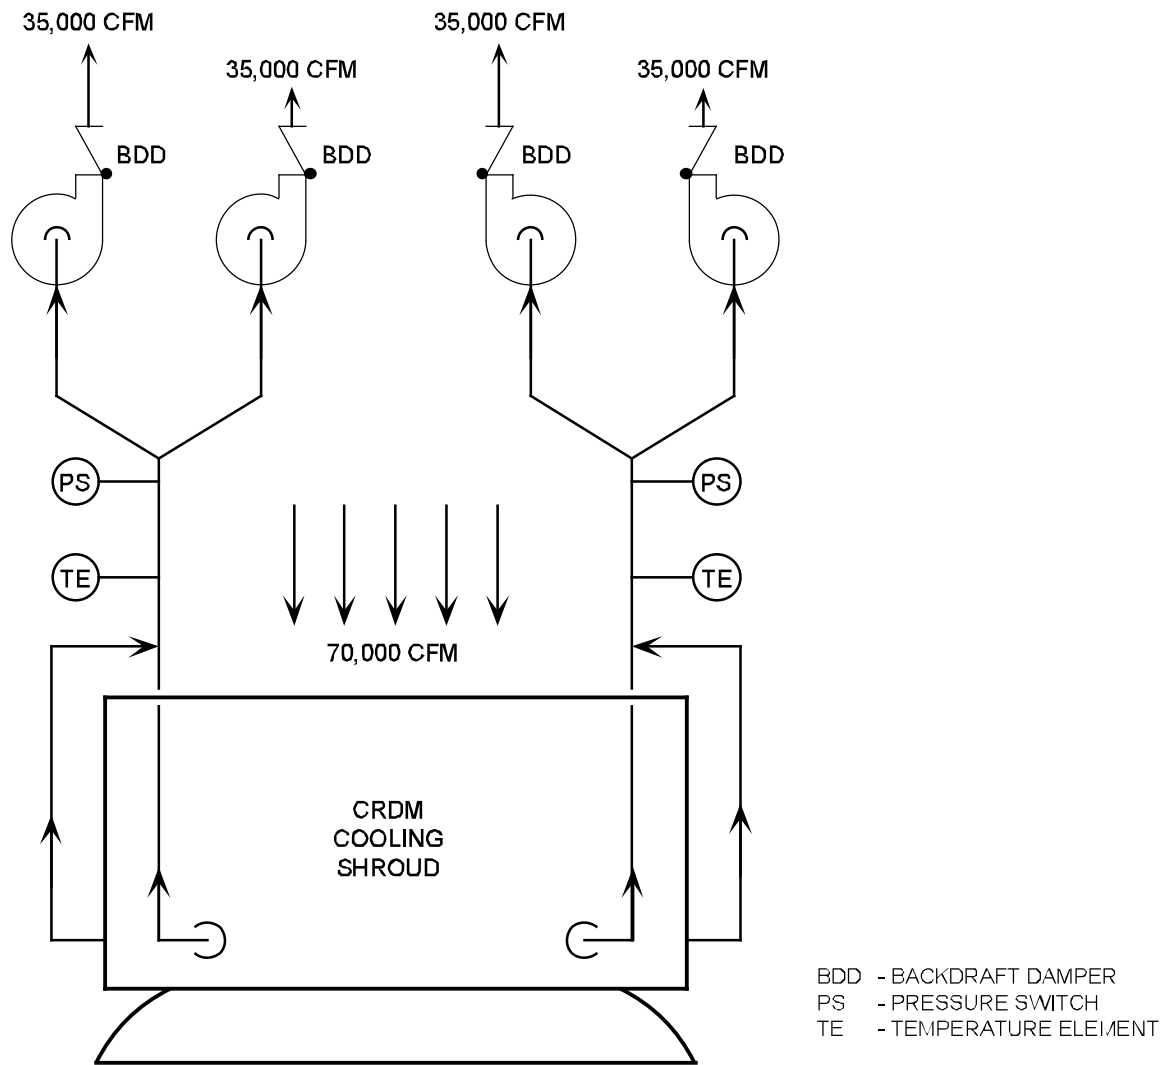 35,000 CFM
35,000 CFM
35,000 CFM
35,000 CFM
BDD
BDD
BDD
BDD
PS
PS
TE
TE
70,000 CFM
CRDM
COOLING
SHROUD
BDD - BACKDRAFT DAMPER
PS - PRESSURE SWITCH
TE - TEMPERATURE ELEMENT